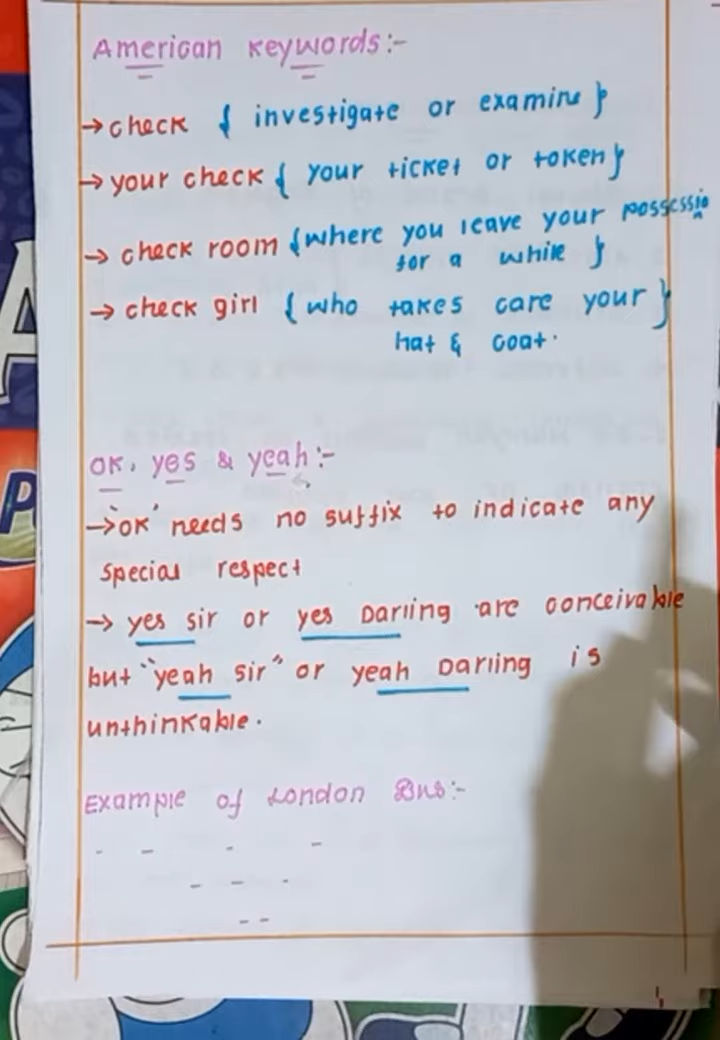 American keywords:-
→ check { investigate or examine }
→ your check { your ticket or token }
→ check room { where you leave your possessio
for a while }
→ check girl { who takes care your }
hat & coat.
OK, yes & yeah:-
→ 'OK' needs no suffix to indicate any
special respect
→ yes sir or yes Darling are conceivable
but "yeah sir" or yeah Darling is
unthinkable.
Example of London Bus:-